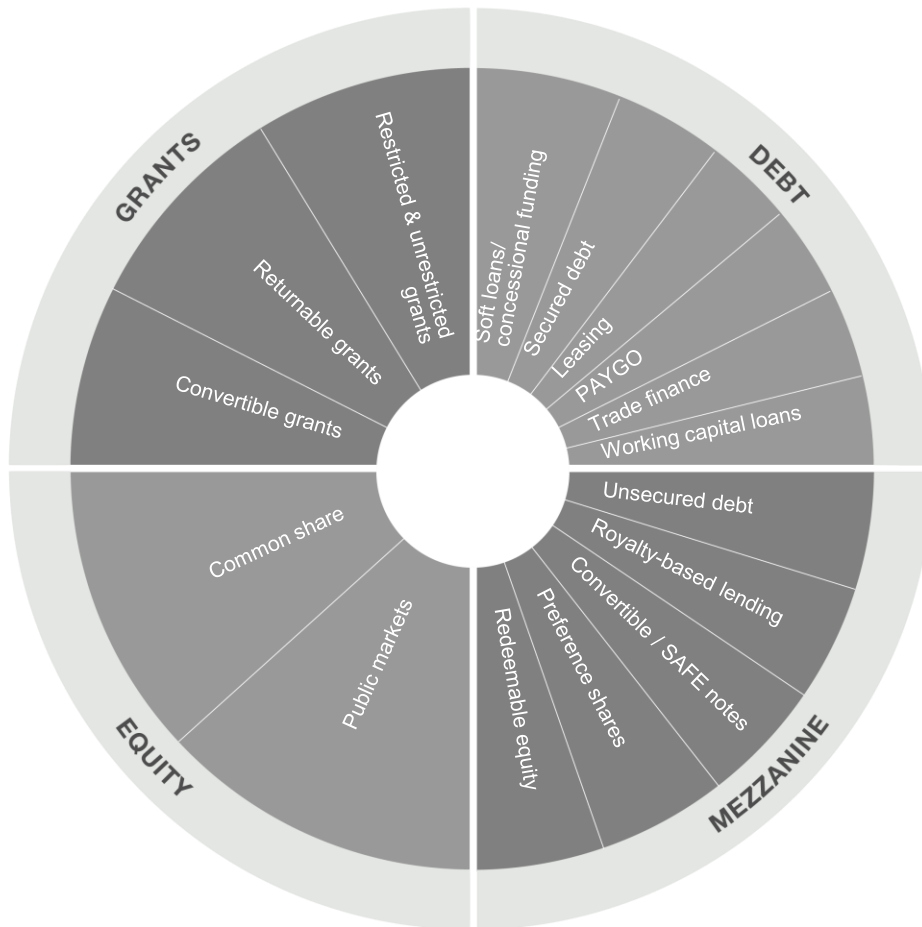 GRANTS
Restricted & unrestricted
grants
Returnable grants
Convertible grants
DEBT
Soft loans/
concessional funding
Secured debt
Leasing
PAYGO
Trade finance
Working capital loans
MEZZANINE
Unsecured debt
Royalty-based lending
Convertible / SAFE notes
Preference shares
Redeemable equity
EQUITY
Public markets
Common share